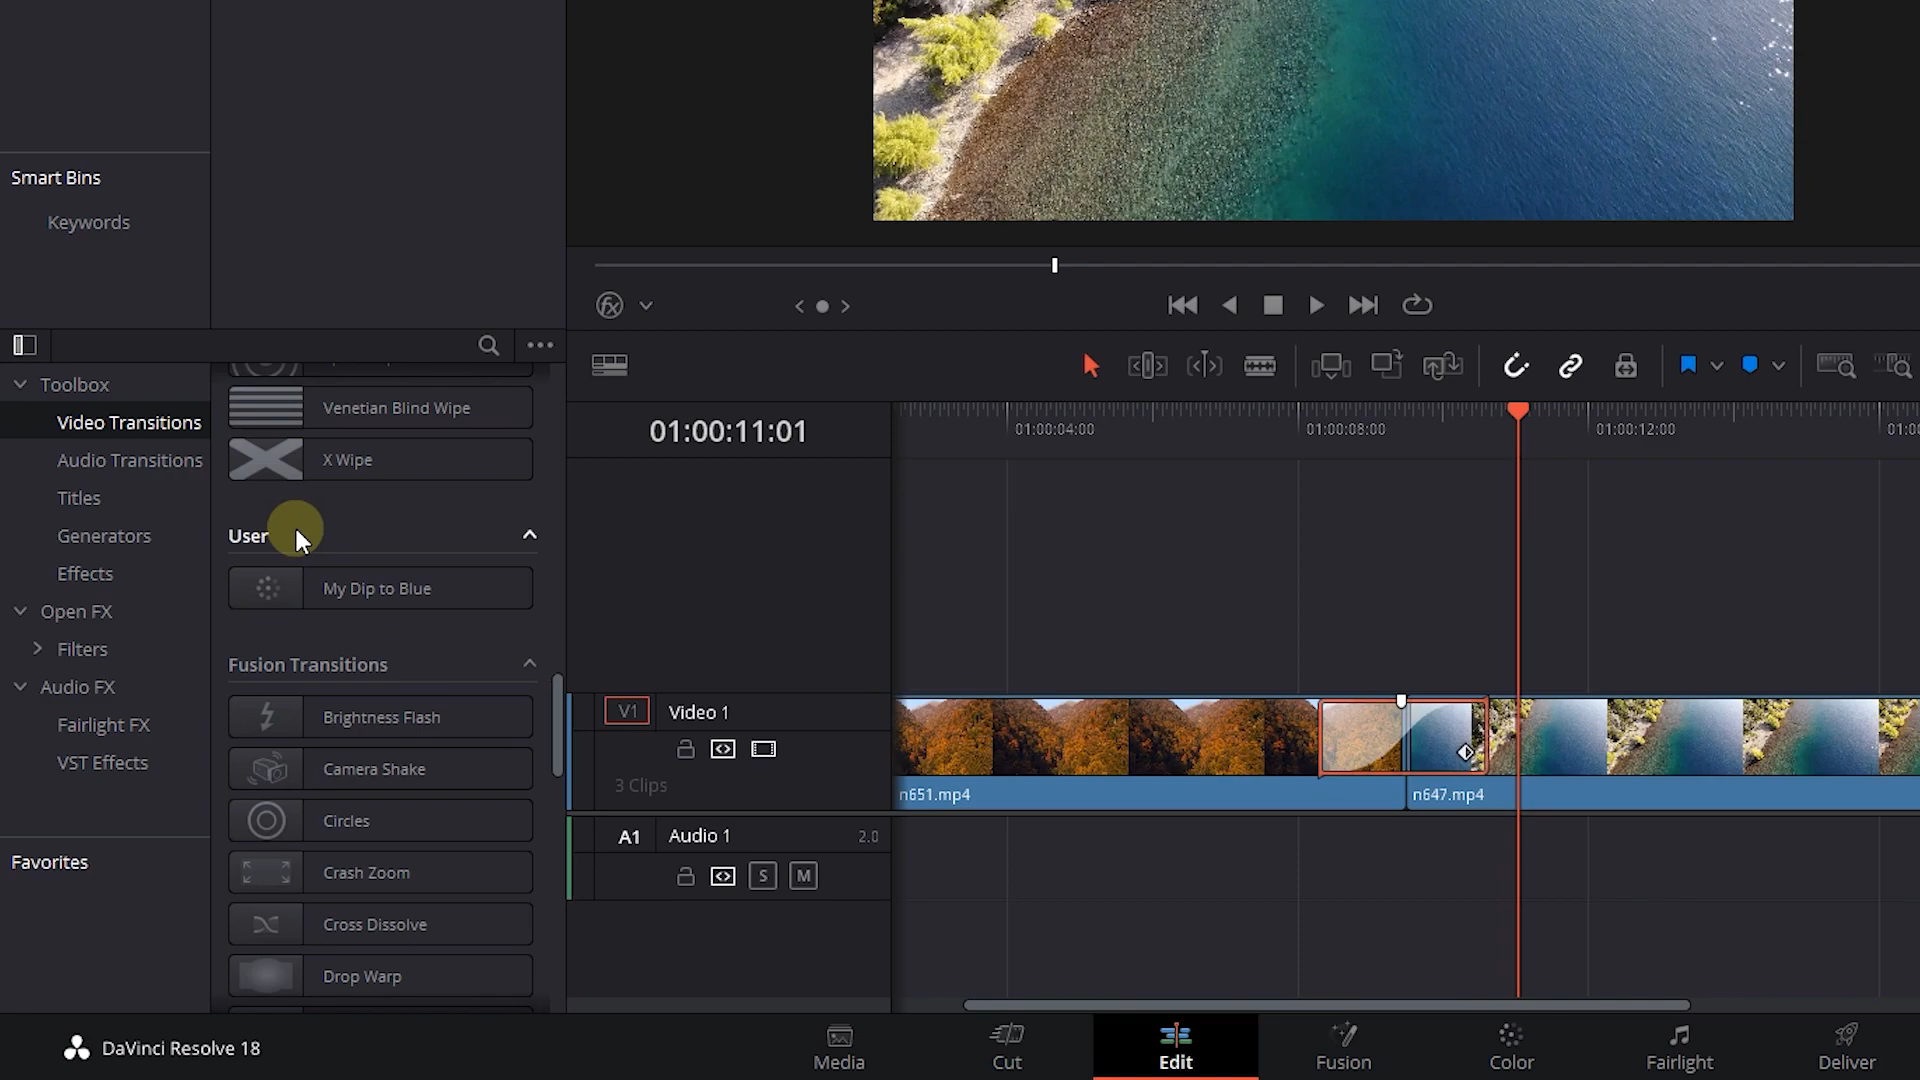 Smart Bins
Keywords
Toolbox
Video Transitions
Audio Transitions
Titles
Generators
Effects
Open FX
Filters
Audio FX
Fairlight FX
VST Effects
Favorites
Venetian Blind Wipe
X Wipe
User
My Dip to Blue
Fusion Transitions
Brightness Flash
Camera Shake
Circles
Crash Zoom
Cross Dissolve
Drop Warp
fx
01:00:11:01
01:00:04:00
01:00:08:00
01:00:12:00
01:00
V1 Video 1
3 Clips
n651.mp4
n647.mp4
A1 Audio 1 2.0
S M
DaVinci Resolve 18
Media
Cut
Edit
Fusion
Color
Fairlight
Deliver